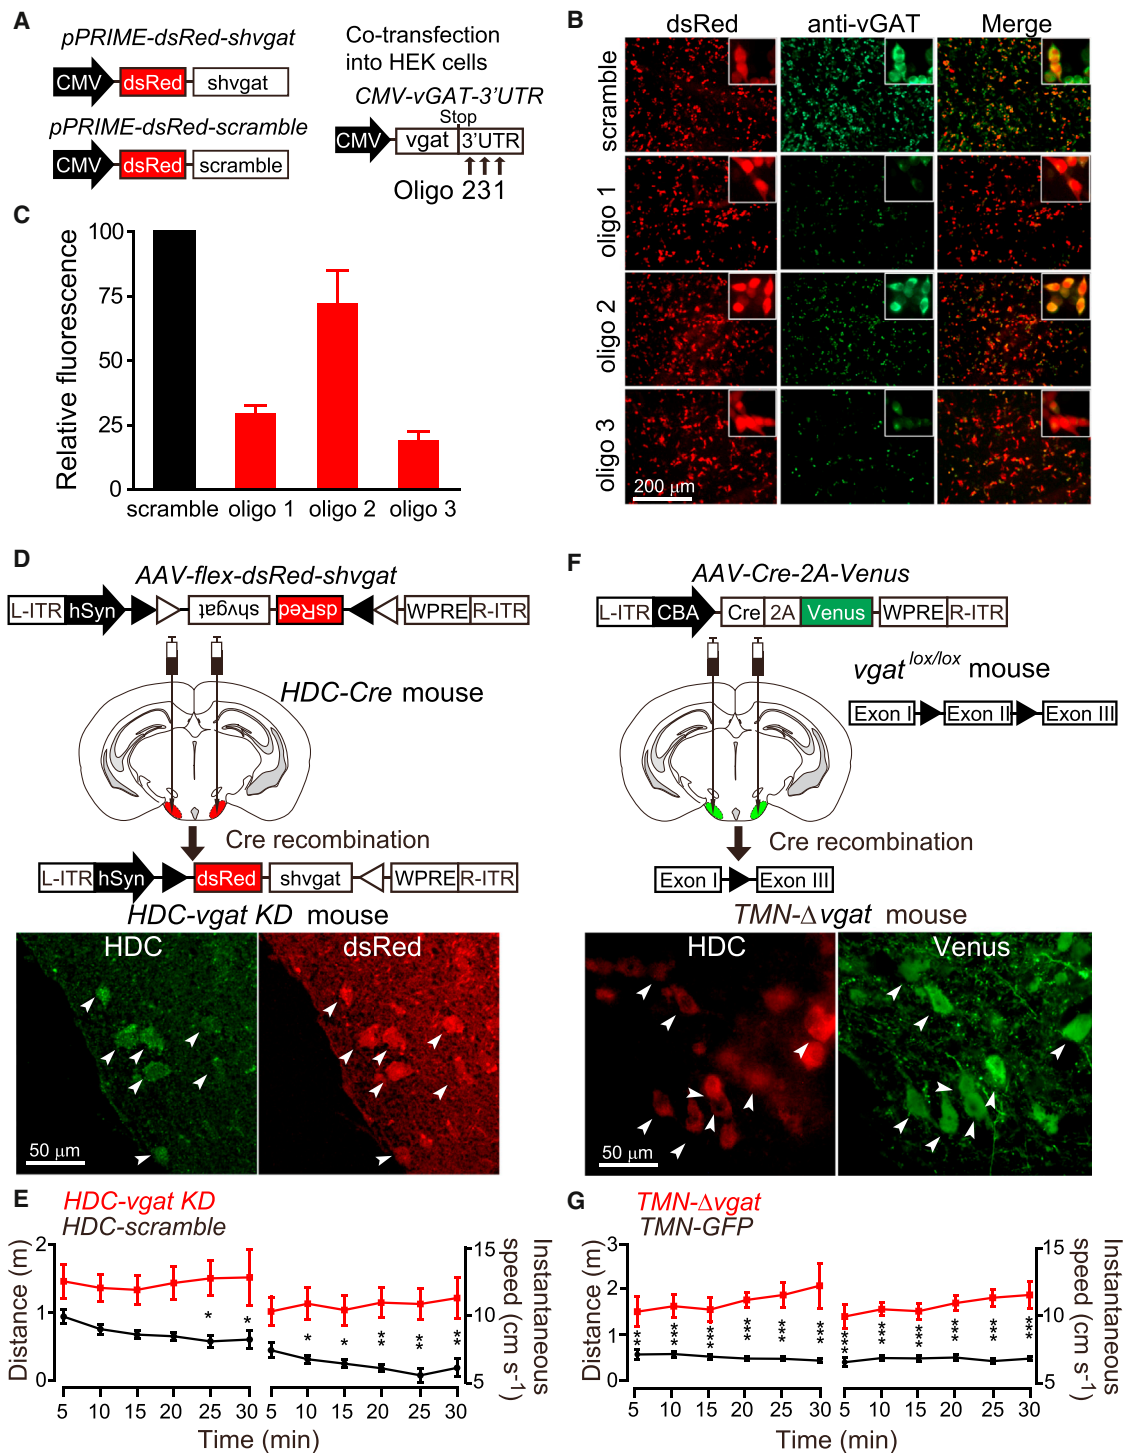 A
pPRIME-dsRed-shvgat
CMV dsRed shvgat
pPRIME-dsRed-scramble
CMV dsRed scramble
Co-transfection
into HEK cells
CMV-vGAT-3'UTR
Stop
CMV vgat 3'UTR
Oligo 231
B
dsRed anti-vGAT Merge
scramble
oligo 1
oligo 2
oligo 3
200 µm
C
Relative fluorescence
100
75
50
25
0
scramble oligo 1 oligo 2 oligo 3
D
AAV-flex-dsRed-shvgat
L-ITR hSyn shvgat dsRed WPRE R-ITR
HDC-Cre mouse
Cre recombination
L-ITR hSyn dsRed shvgat WPRE R-ITR
HDC-vgat KD mouse
HDC dsRed
50 µm
E
HDC-vgat KD
HDC-scramble
Distance (m)
2
1
0
* *
* * * ** **
15
10
5
Instantaneous
speed (cm s-1)
5 10 15 20 25 30 5 10 15 20 25 30
Time (min)
F
AAV-Cre-2A-Venus
L-ITR CBA Cre 2A Venus WPRE R-ITR
vgat lox/lox mouse
Exon I Exon II Exon III
Cre recombination
Exon I Exon III
TMN-Δvgat mouse
HDC Venus
50 µm
G
TMN-Δvgat
TMN-GFP
Distance (m)
3
2
1
0
** *** *** *** *** ***
*** *** *** *** *** ***
15
10
5
Instantaneous
speed (cm s-1)
5 10 15 20 25 30 5 10 15 20 25 30
Time (min)